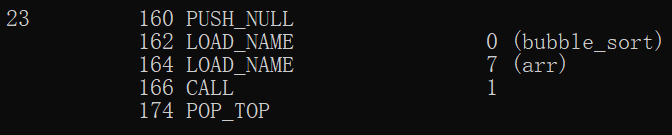 23 160 PUSH_NULL
162 LOAD_NAME 0 (bubble_sort)
164 LOAD_NAME 7 (arr)
166 CALL 1
174 POP_TOP